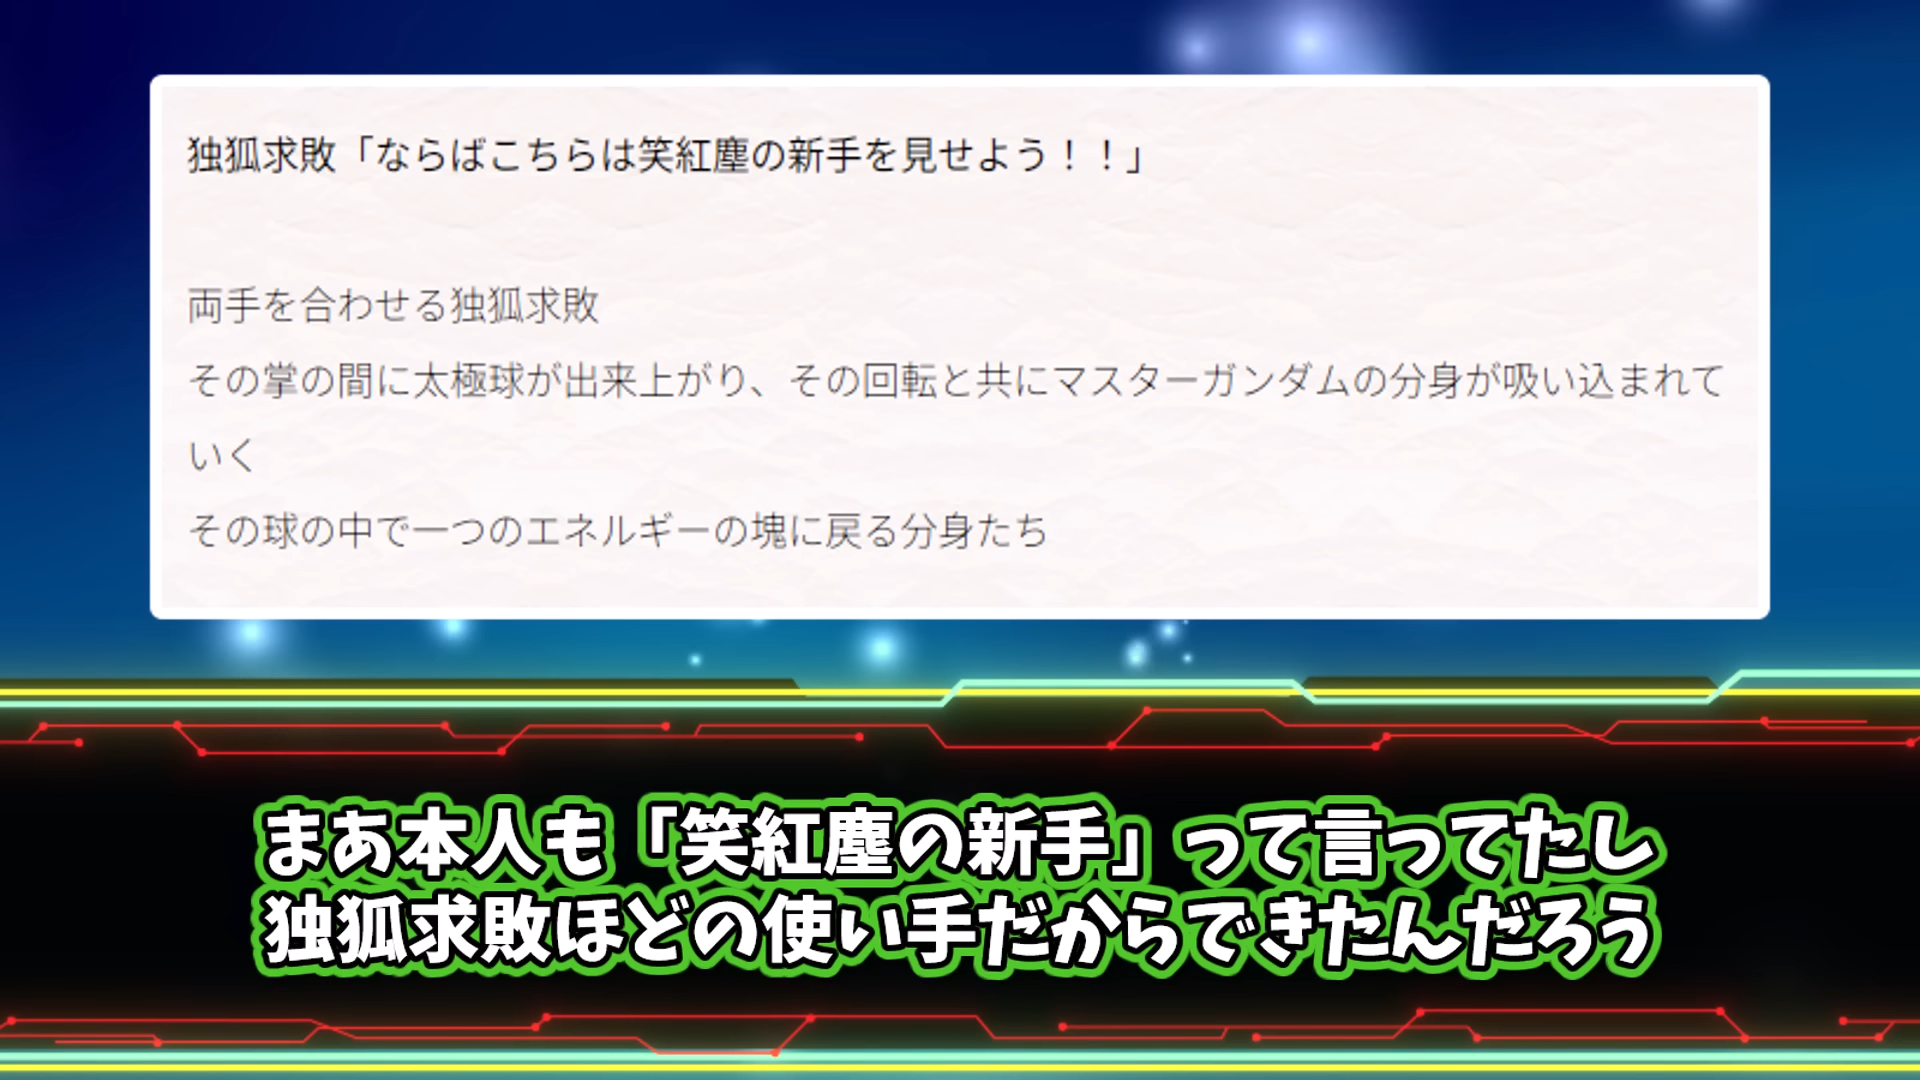 独狐求敗「ならばこちらは笑紅塵の新手を見せよう！！」
両手を合わせる独狐求敗
その掌の間に太極球が出来上がり、その回転と共にマスターガンダムの分身が吸い込まれて
いく
その球の中で一つのエネルギーの塊に戻る分身たち
まあ本人も「笑紅塵の新手」って言ってたし
独狐求敗ほどの使い手だからできたんだろう